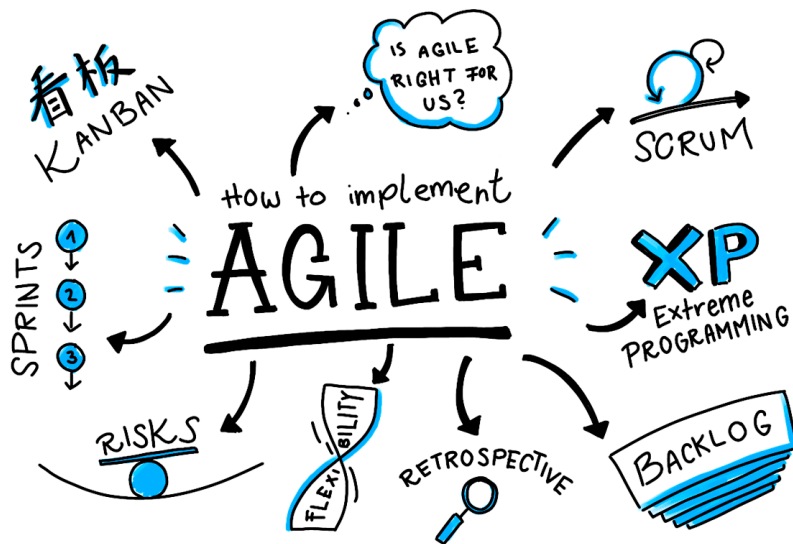 看板
KANBAN
IS AGILE
RIGHT FOR
US?
SCRUM
How to implement
AGILE
SPRINTS
1
2
3
XP
Extreme
PROGRAMMING
RISKS
FLEXIBILITY
RETROSPECTIVE
BACKLOG